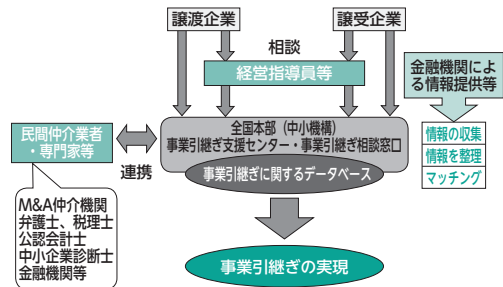 譲渡企業
譲受企業
相談
経営指導員等
金融機関によ
る情報提供等
全国本部（中小機構）
事業引継ぎ支援センター・事業引継ぎ相談窓口
民間仲介業者
・専門家等
連携
事業引継ぎに関するデータベース
情報の収集
情報を整理
マッチング
M&A仲介機関
弁護士、税理士
公認会計士
中小企業診断士
金融機関等
事業引継ぎの実現